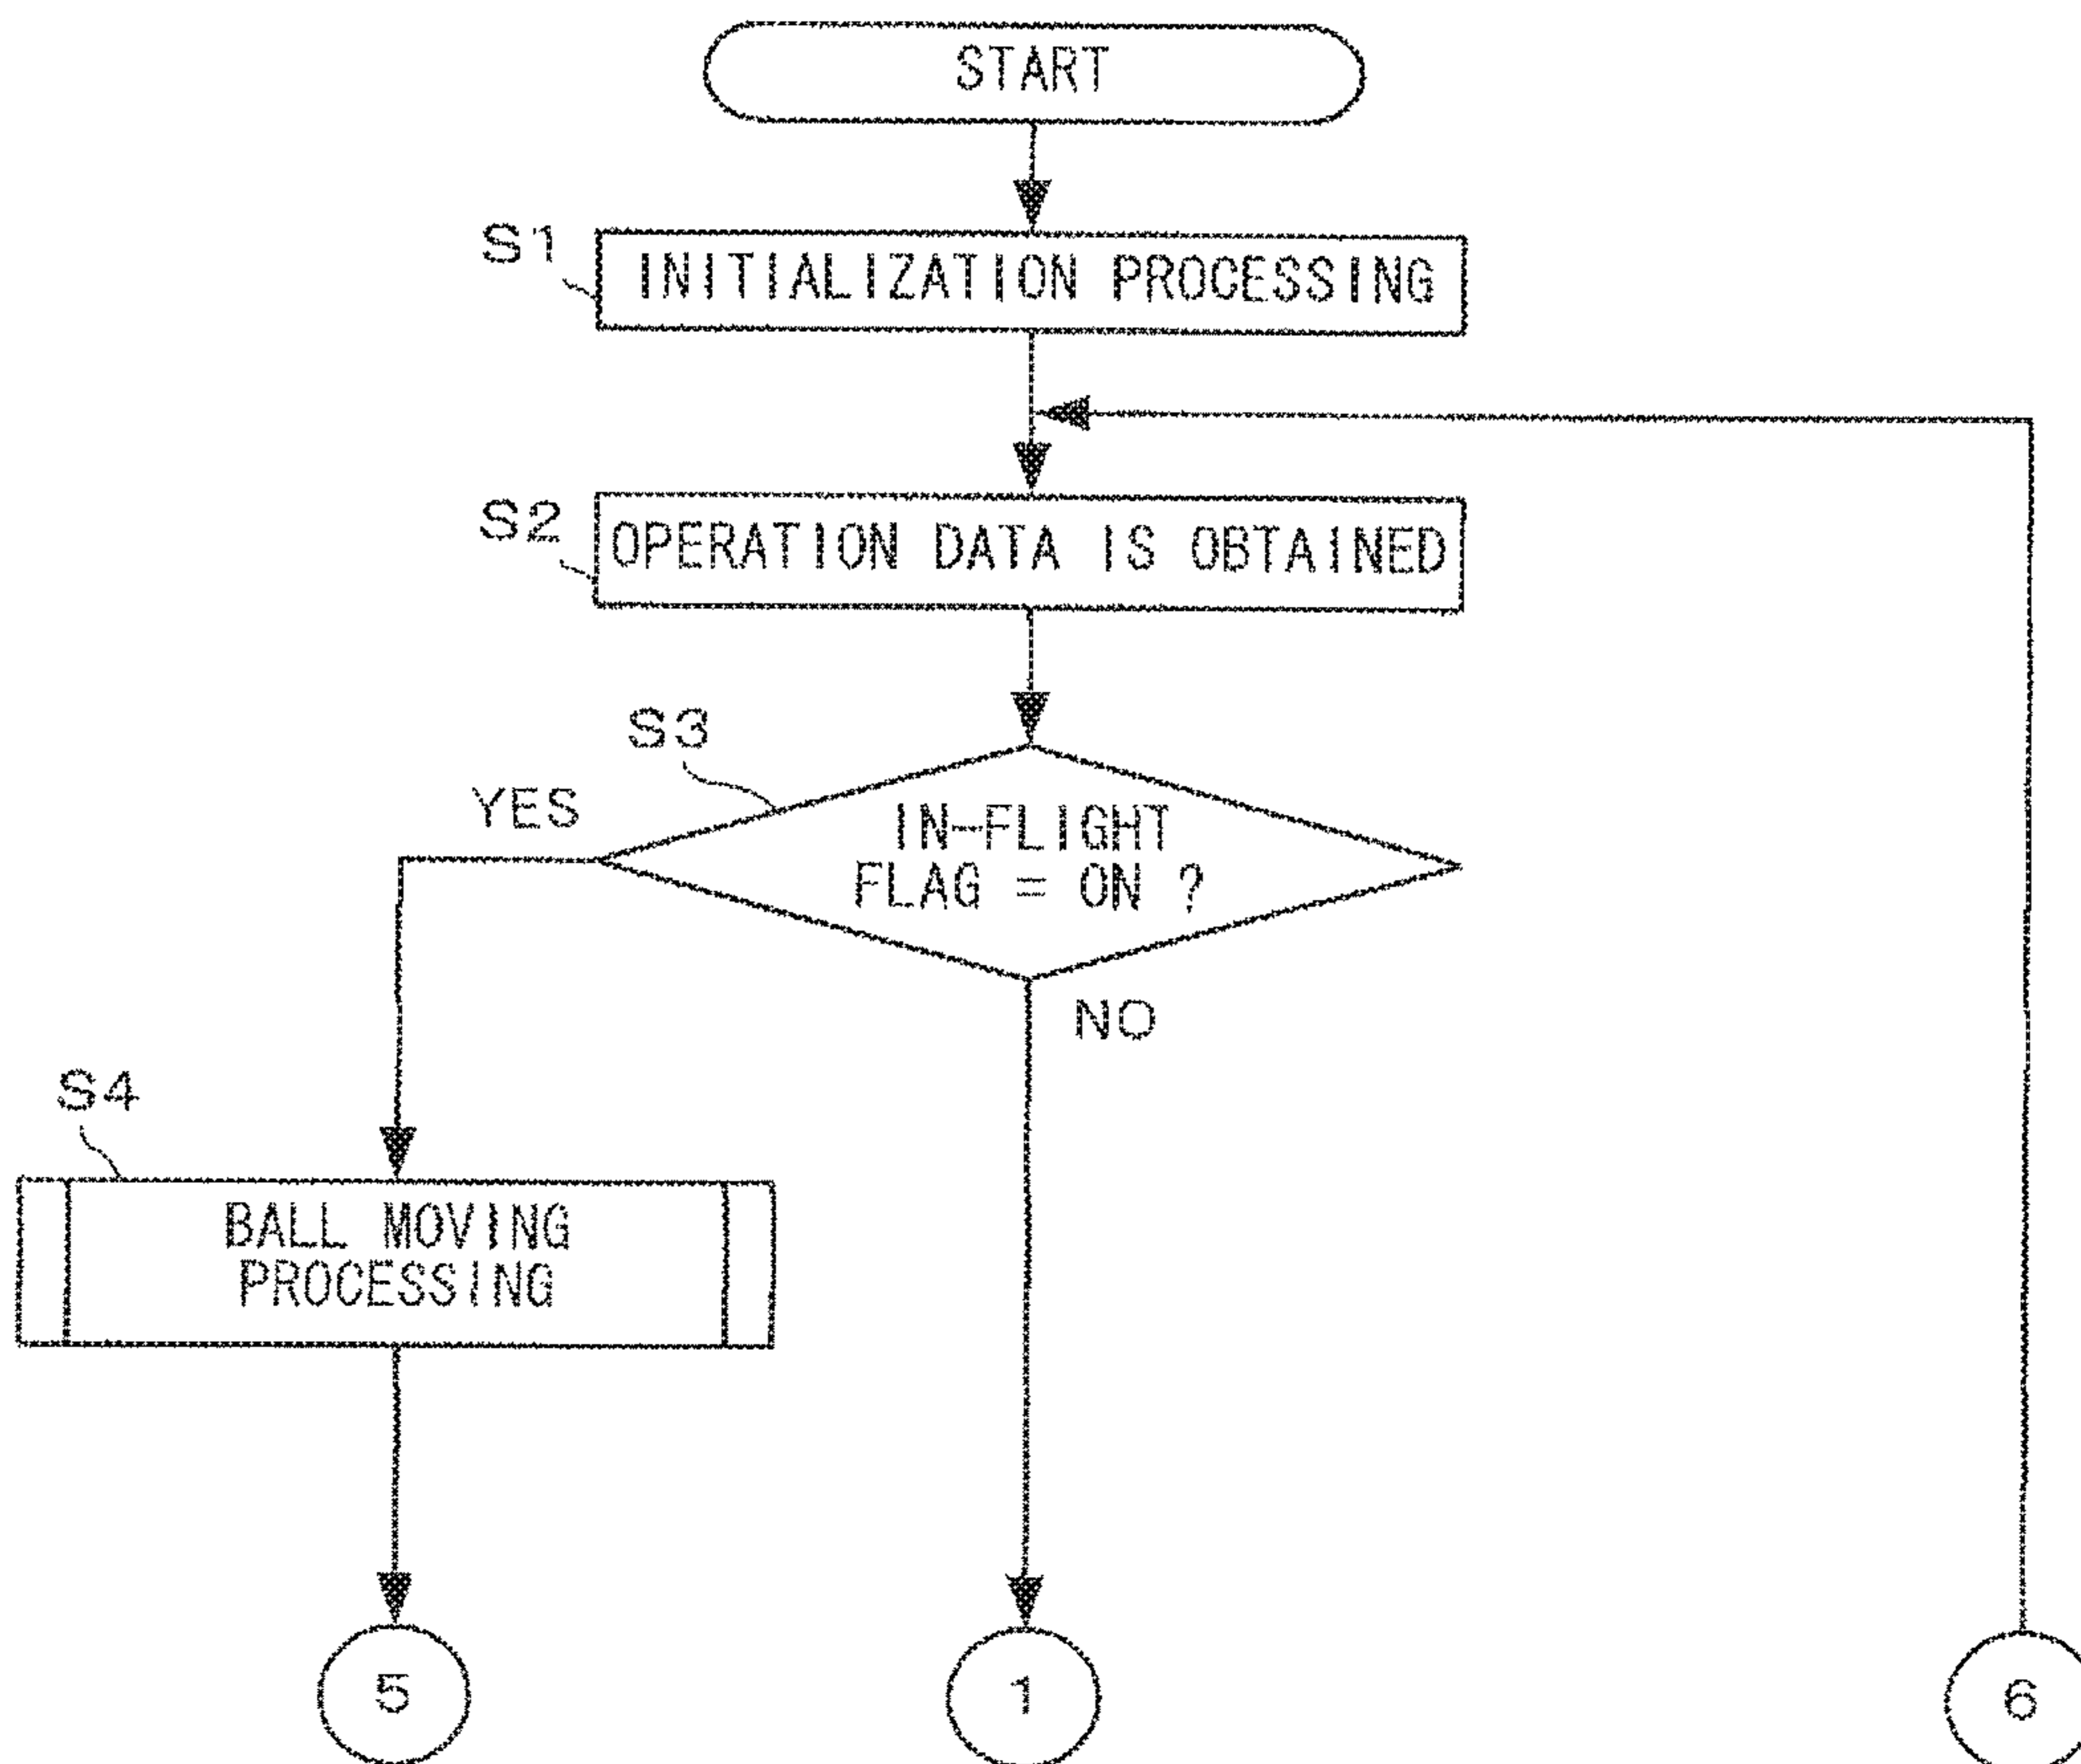 START
S1
INITIALIZATION PROCESSING
S2
OPERATION DATA IS OBTAINED
S3
YES
IN-FLIGHT
FLAG = ON ?
NO
S4
BALL MOVING
PROCESSING
5
1
6